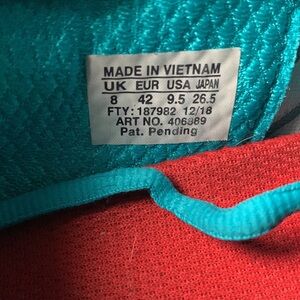 MADE IN VIETNAM
UK EUR USA JAPAN
8 42 9.5 26.5
FTY: 187982 12/18
ART NO. 406889
Pat. Pending